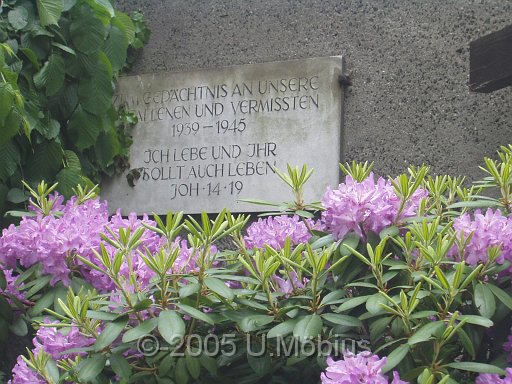 GEDÄCHTNIS AN UNSERE
UND VERMISSTEN
1939–1945
ICH LEBE UND IHR
SOLLT AUCH LEBEN
JOH·14·19
© 2005 U.Möbius